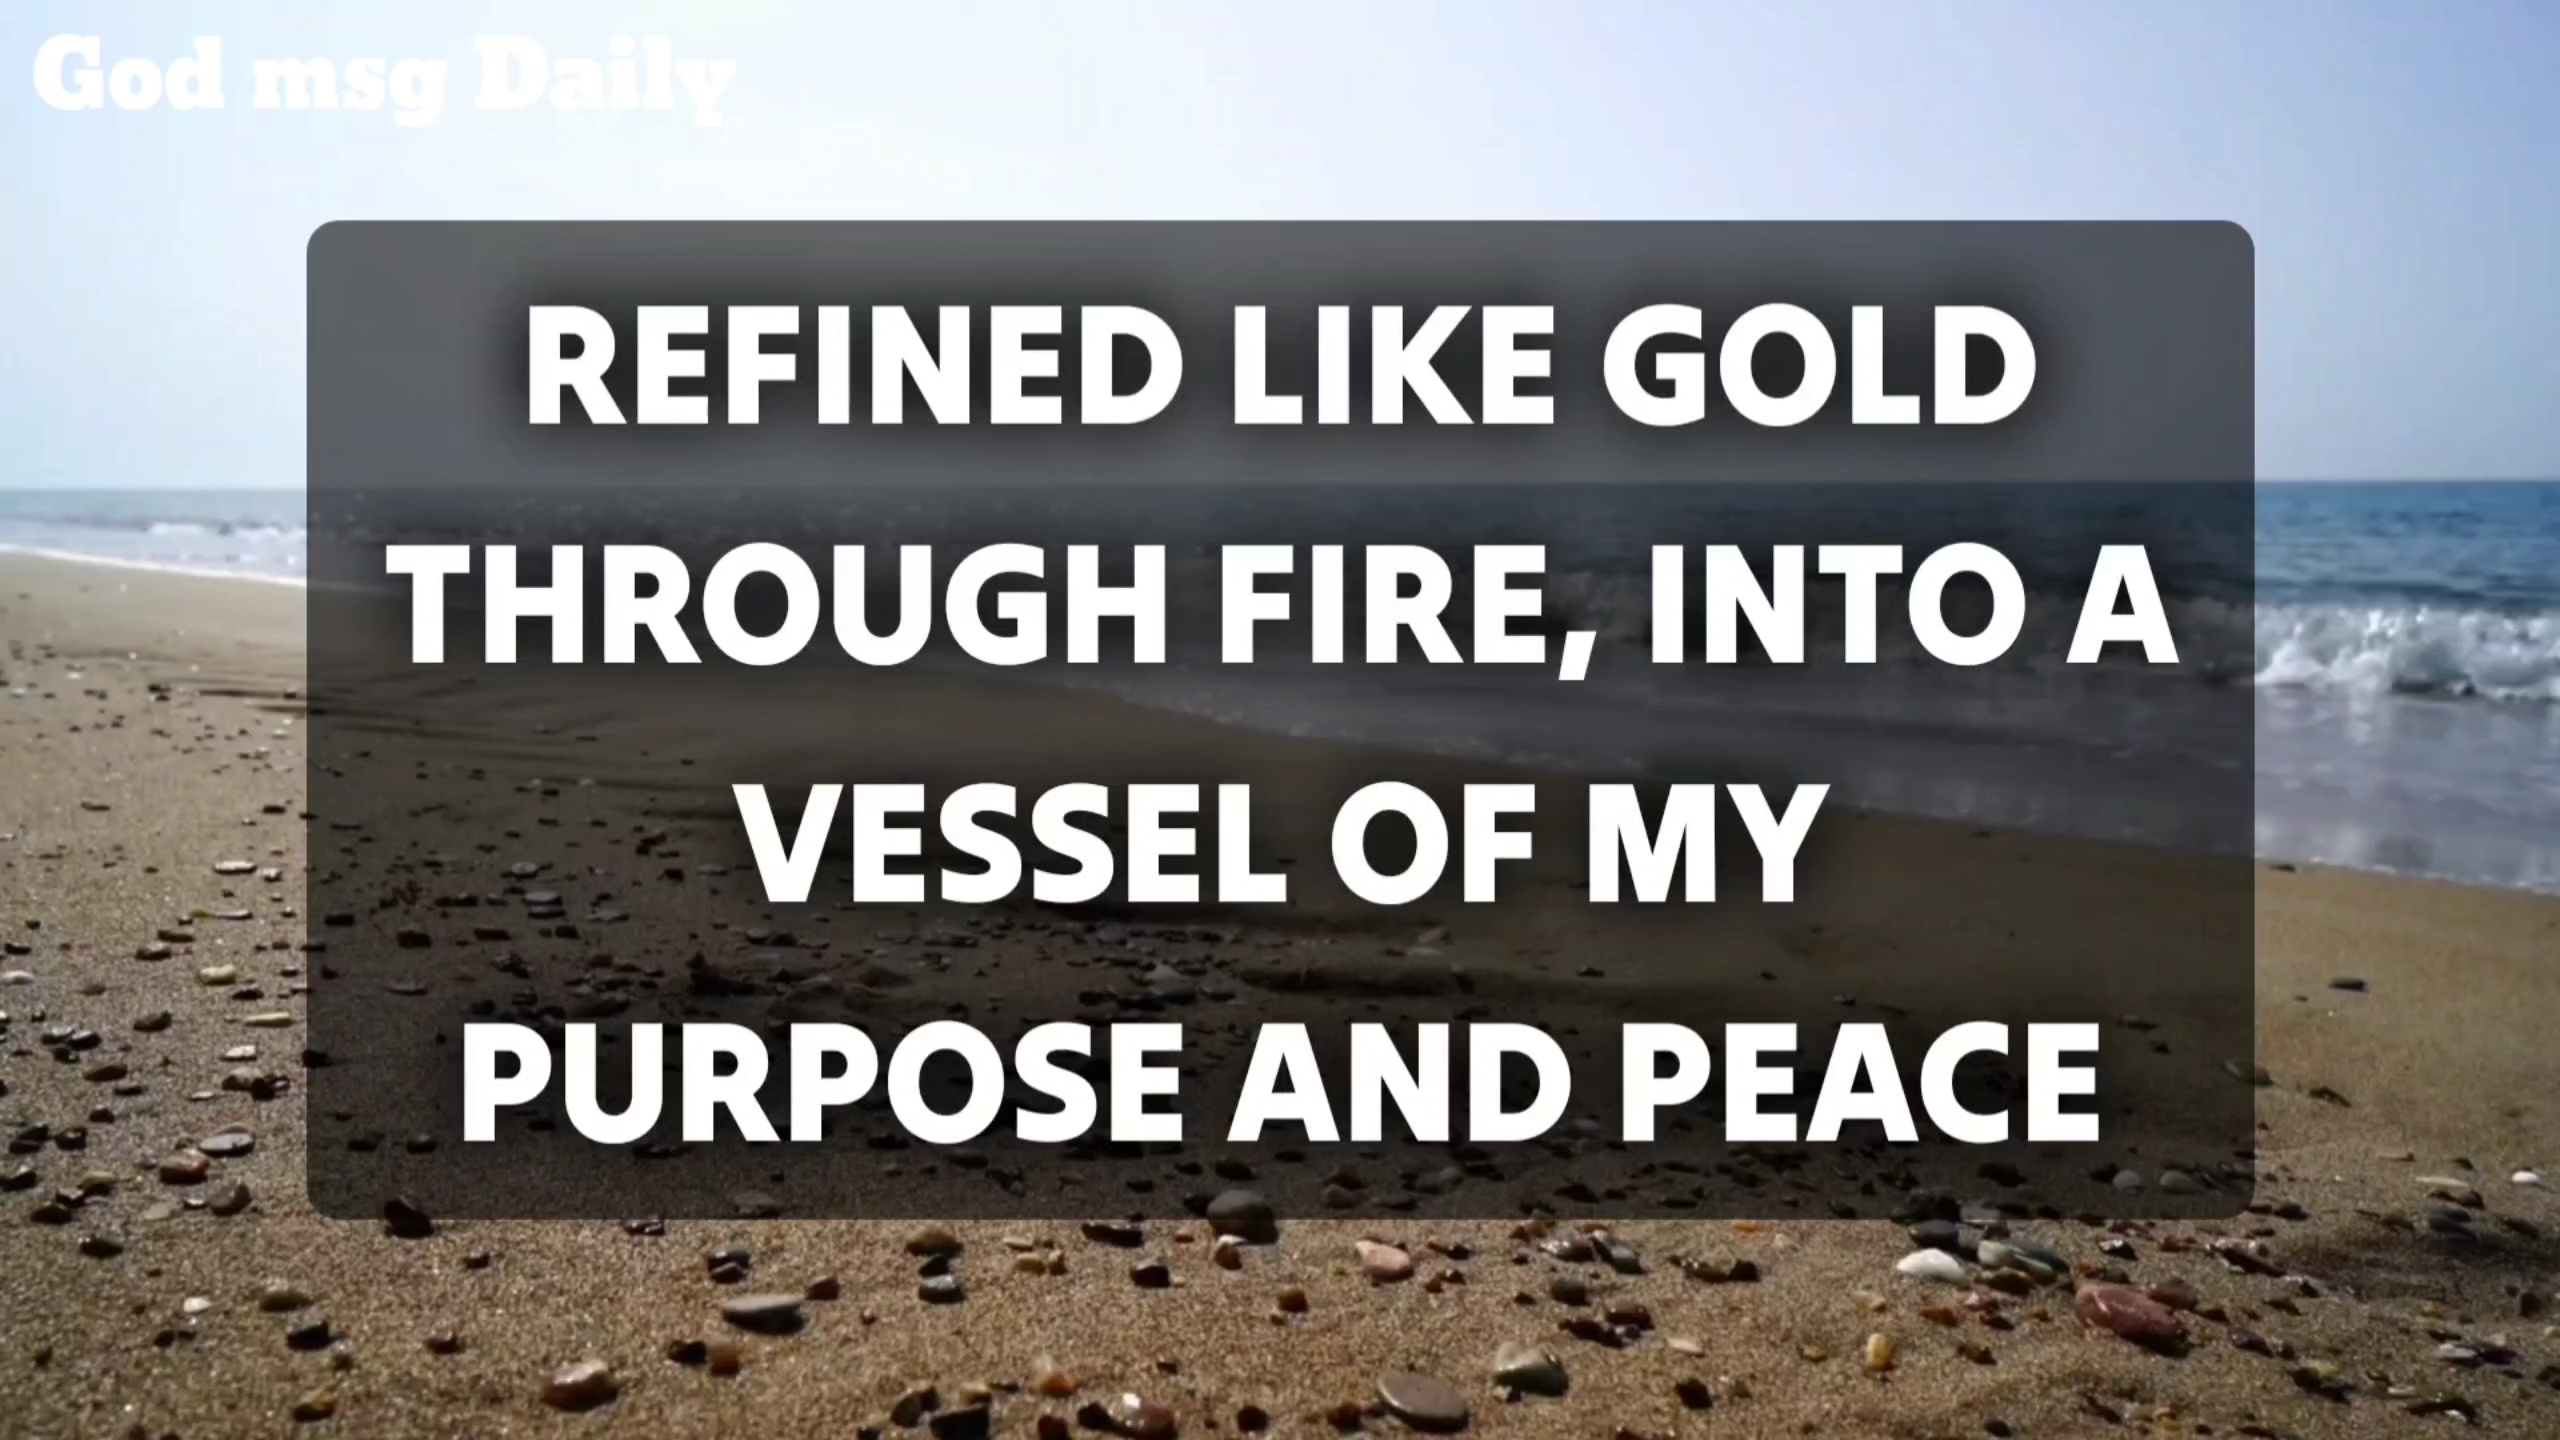 God msg Daily
REFINED LIKE GOLD
THROUGH FIRE, INTO A
VESSEL OF MY
PURPOSE AND PEACE